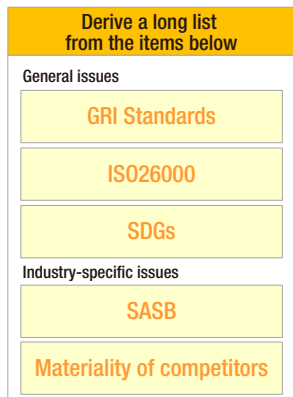 Derive a long list
from the items below
General issues
GRI Standards
ISO26000
SDGs
Industry-specific issues
SASB
Materiality of competitors